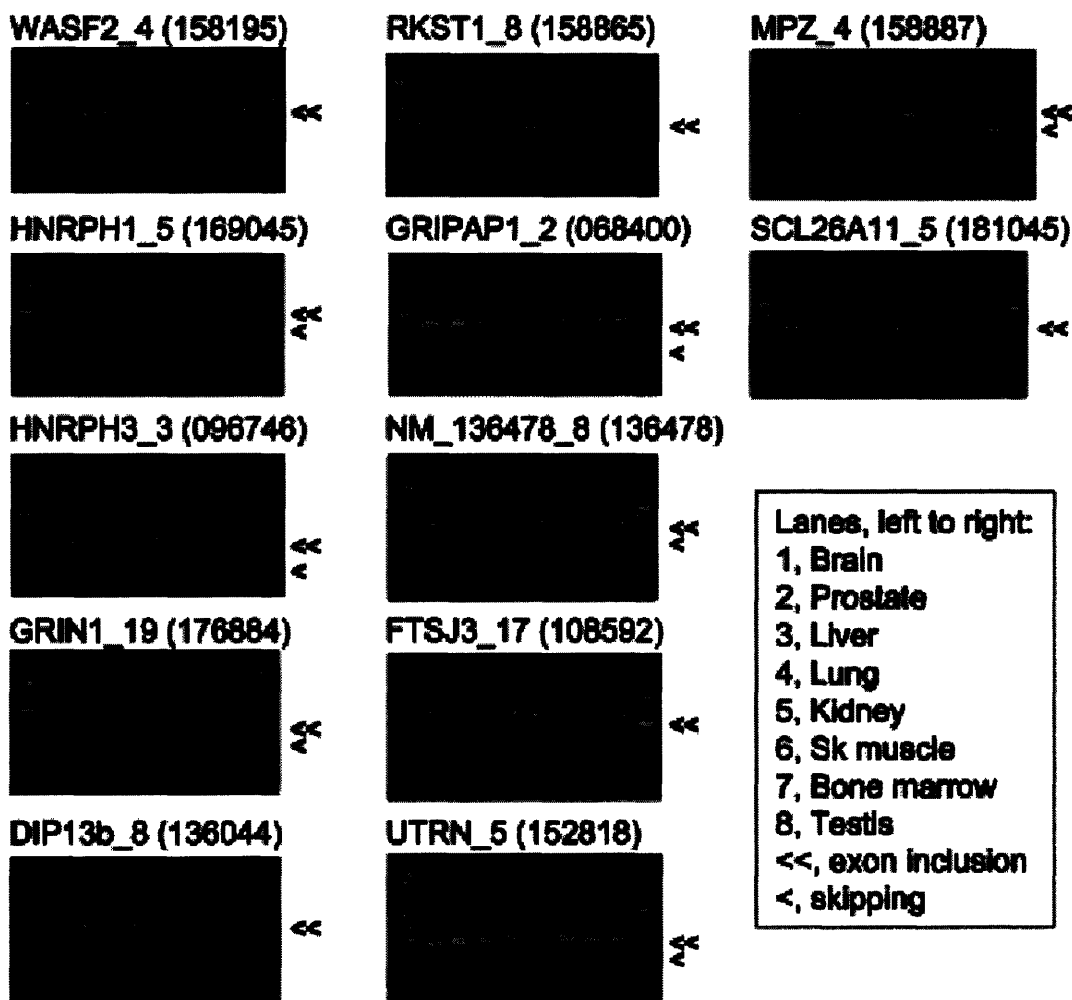 WASF2_4 (158195)
RKST1_8 (158865)
MPZ_4 (158887)
<<
<<
<<
<
HNRPH1_5 (169045)
GRIPAP1_2 (068400)
SCL26A11_5 (181045)
<<
<
<<
<
<<
HNRPH3_3 (096746)
NM_136478_8 (136478)
<<
<
<<
<
GRIN1_19 (176884)
FTSJ3_17 (108592)
<<
<
<<
DIP13b_8 (136044)
UTRN_5 (152818)
<<
<<
<
Lanes, left to right:
1, Brain
2, Prostate
3, Liver
4, Lung
5, Kidney
6, Sk muscle
7, Bone marrow
8, Testis
<<, exon inclusion
<, skipping